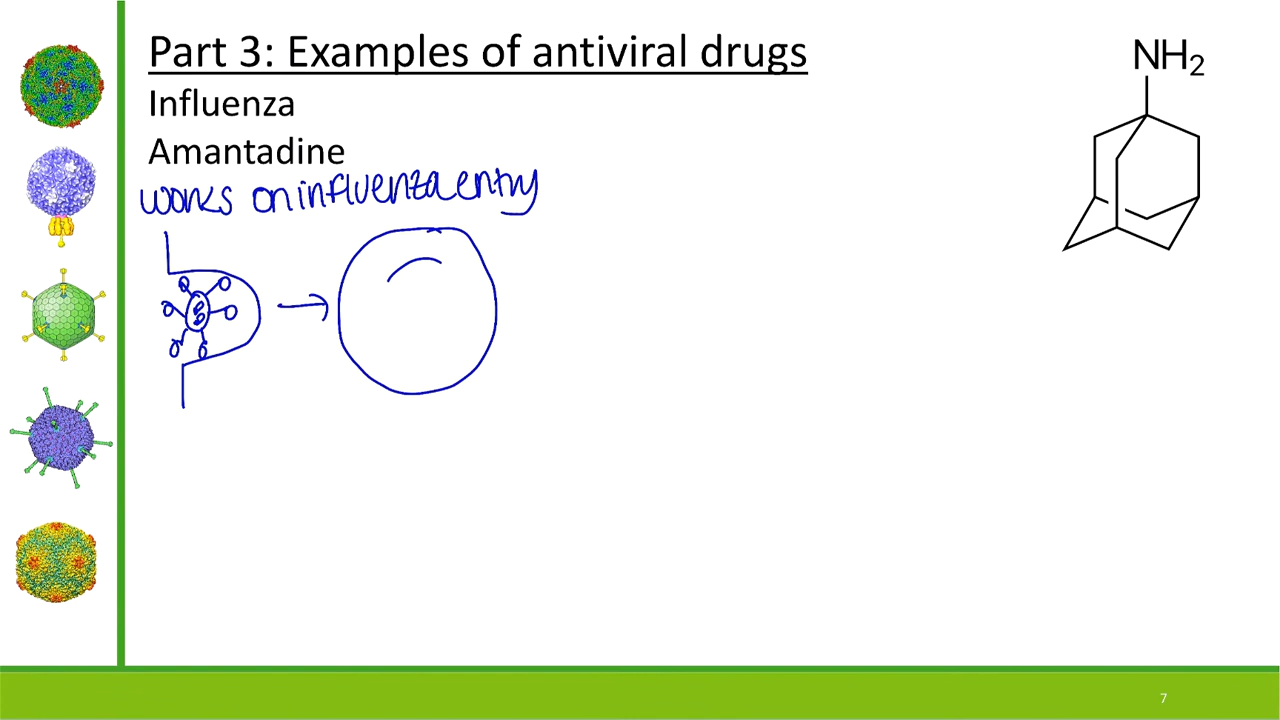 Part 3: Examples of antiviral drugs
Influenza
Amantadine
works on influenza entry
NH₂
7